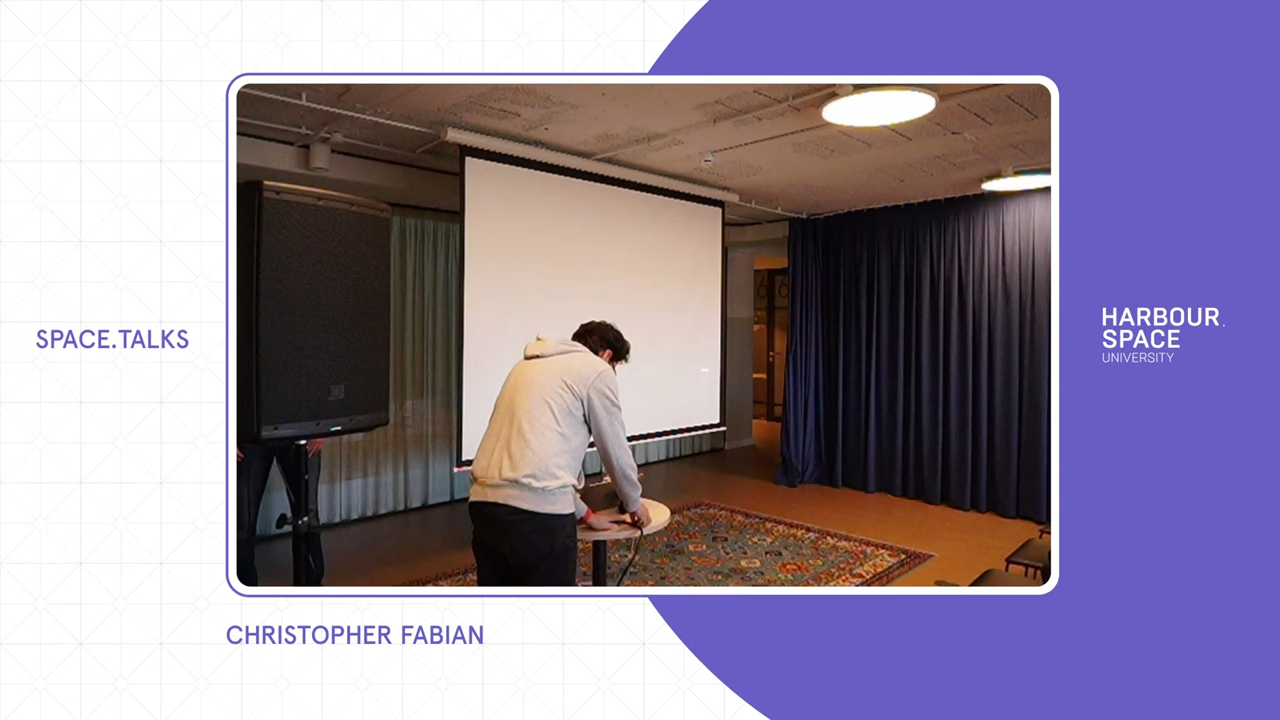 SPACE.TALKS
HARBOUR.
SPACE
UNIVERSITY
CHRISTOPHER FABIAN